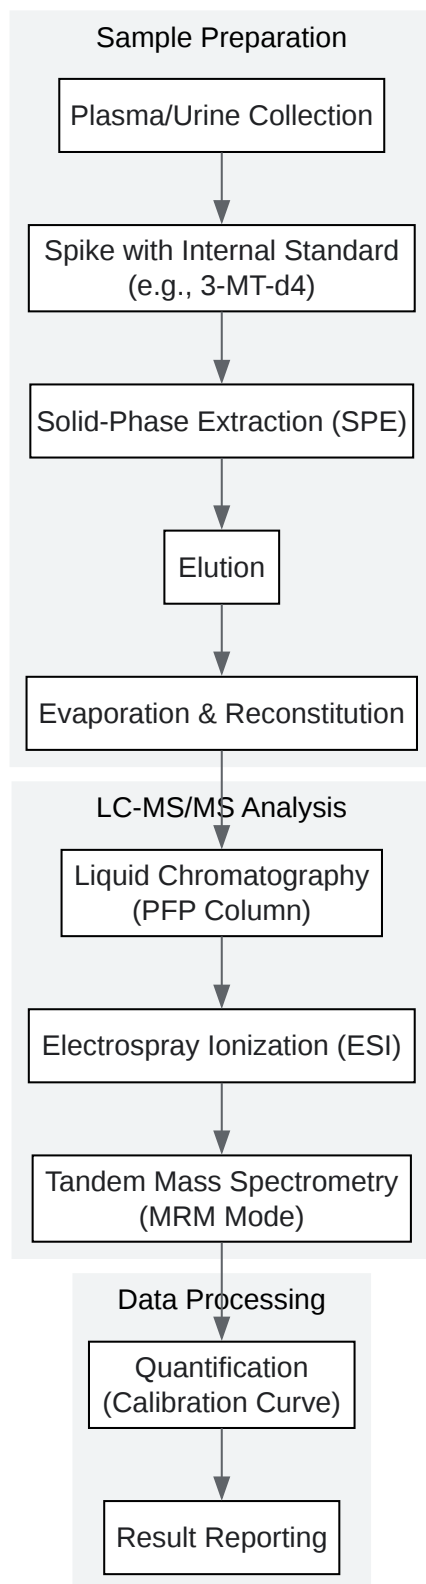 Sample Preparation
Plasma/Urine Collection
Spike with Internal Standard
(e.g., 3-MT-d4)
Solid-Phase Extraction (SPE)
Elution
Evaporation & Reconstitution
LC-MS/MS Analysis
Liquid Chromatography
(PFP Column)
Electrospray Ionization (ESI)
Tandem Mass Spectrometry
(MRM Mode)
Data Processing
Quantification
(Calibration Curve)
Result Reporting